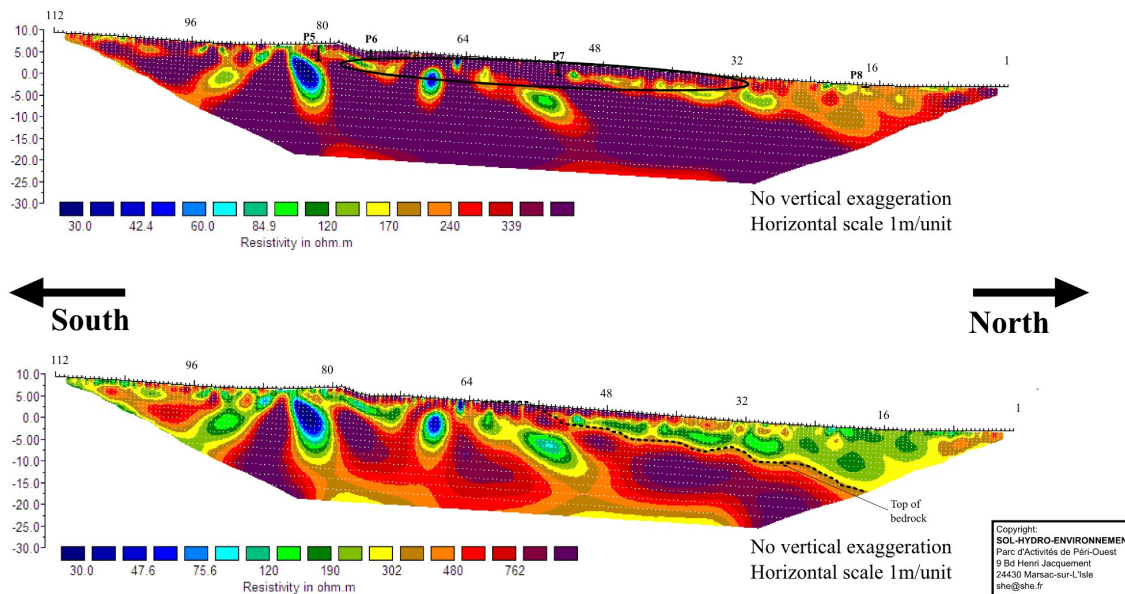 112
96
80
P5
P6
64
P7
48
32
P8
16
1
10.0
5.00
0.0
-5.00
-10.0
-15.0
-20.0
-25.0
-30.0
30.0 42.4 60.0 84.9 120 170 240 339
Resistivity in ohm.m
No vertical exaggeration
Horizontal scale 1m/unit
South
North
112
96
80
64
48
32
16
1
10.0
5.00
0.0
-5.00
-10.0
-15.0
-20.0
-25.0
-30.0
Top of
bedrock
30.0 47.6 75.6 120 190 302 480 762
Resistivity in ohm.m
No vertical exaggeration
Horizontal scale 1m/unit
Copyright:
SOL-HYDRO-ENVIRONNEMEN
Parc d'Activités de Péri-Ouest
9 Bd Henri Jacquement
24430 Marsac-sur-L'Isle
she@she.fr